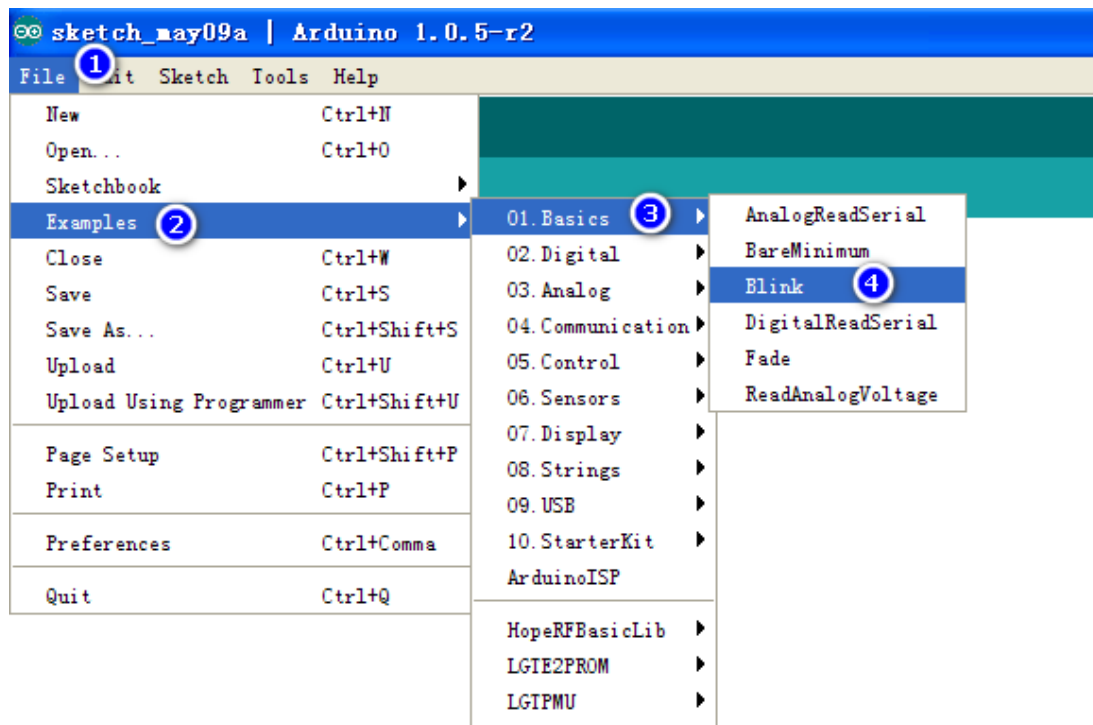 sketch_may09a | Arduino 1.0.5-r2
File 1 it Sketch Tools Help
New Ctrl+N
Open... Ctrl+O
Sketchbook
Examples 2
Close Ctrl+W
Save Ctrl+S
Save As... Ctrl+Shift+S
Upload Ctrl+U
Upload Using Programmer Ctrl+Shift+U
Page Setup Ctrl+Shift+P
Print Ctrl+P
Preferences Ctrl+Comma
Quit Ctrl+Q
01.Basics 3
02.Digital
03.Analog
04.Communication
05.Control
06.Sensors
07.Display
08.Strings
09.USB
10.StarterKit
ArduinoISP
HopeRFBasicLib
LGTE2PROM
LGTPMU
AnalogReadSerial
BareMinimum
Blink 4
DigitalReadSerial
Fade
ReadAnalogVoltage